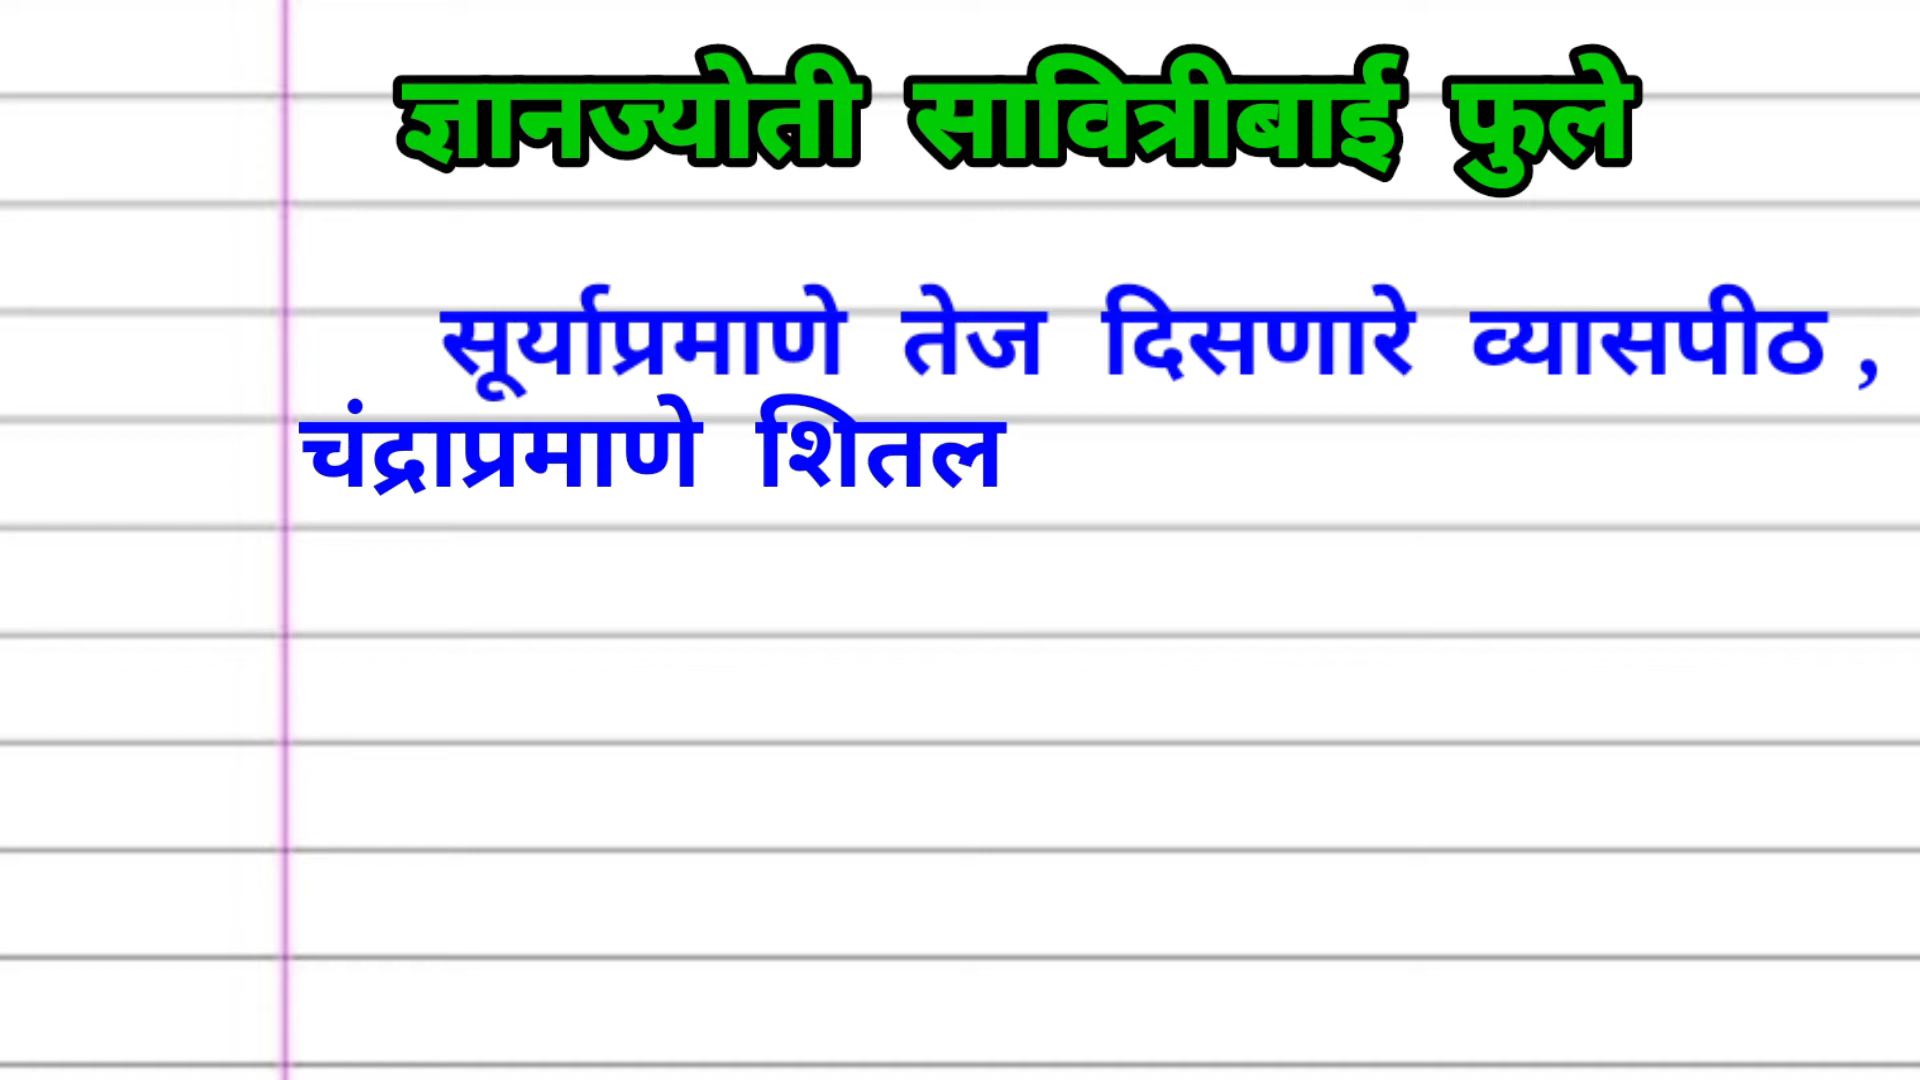 ज्ञानज्योती सावित्रीबाई फुले
सूर्याप्रमाणे तेज दिसणारे व्यासपीठ ,
चंद्राप्रमाणे शितल